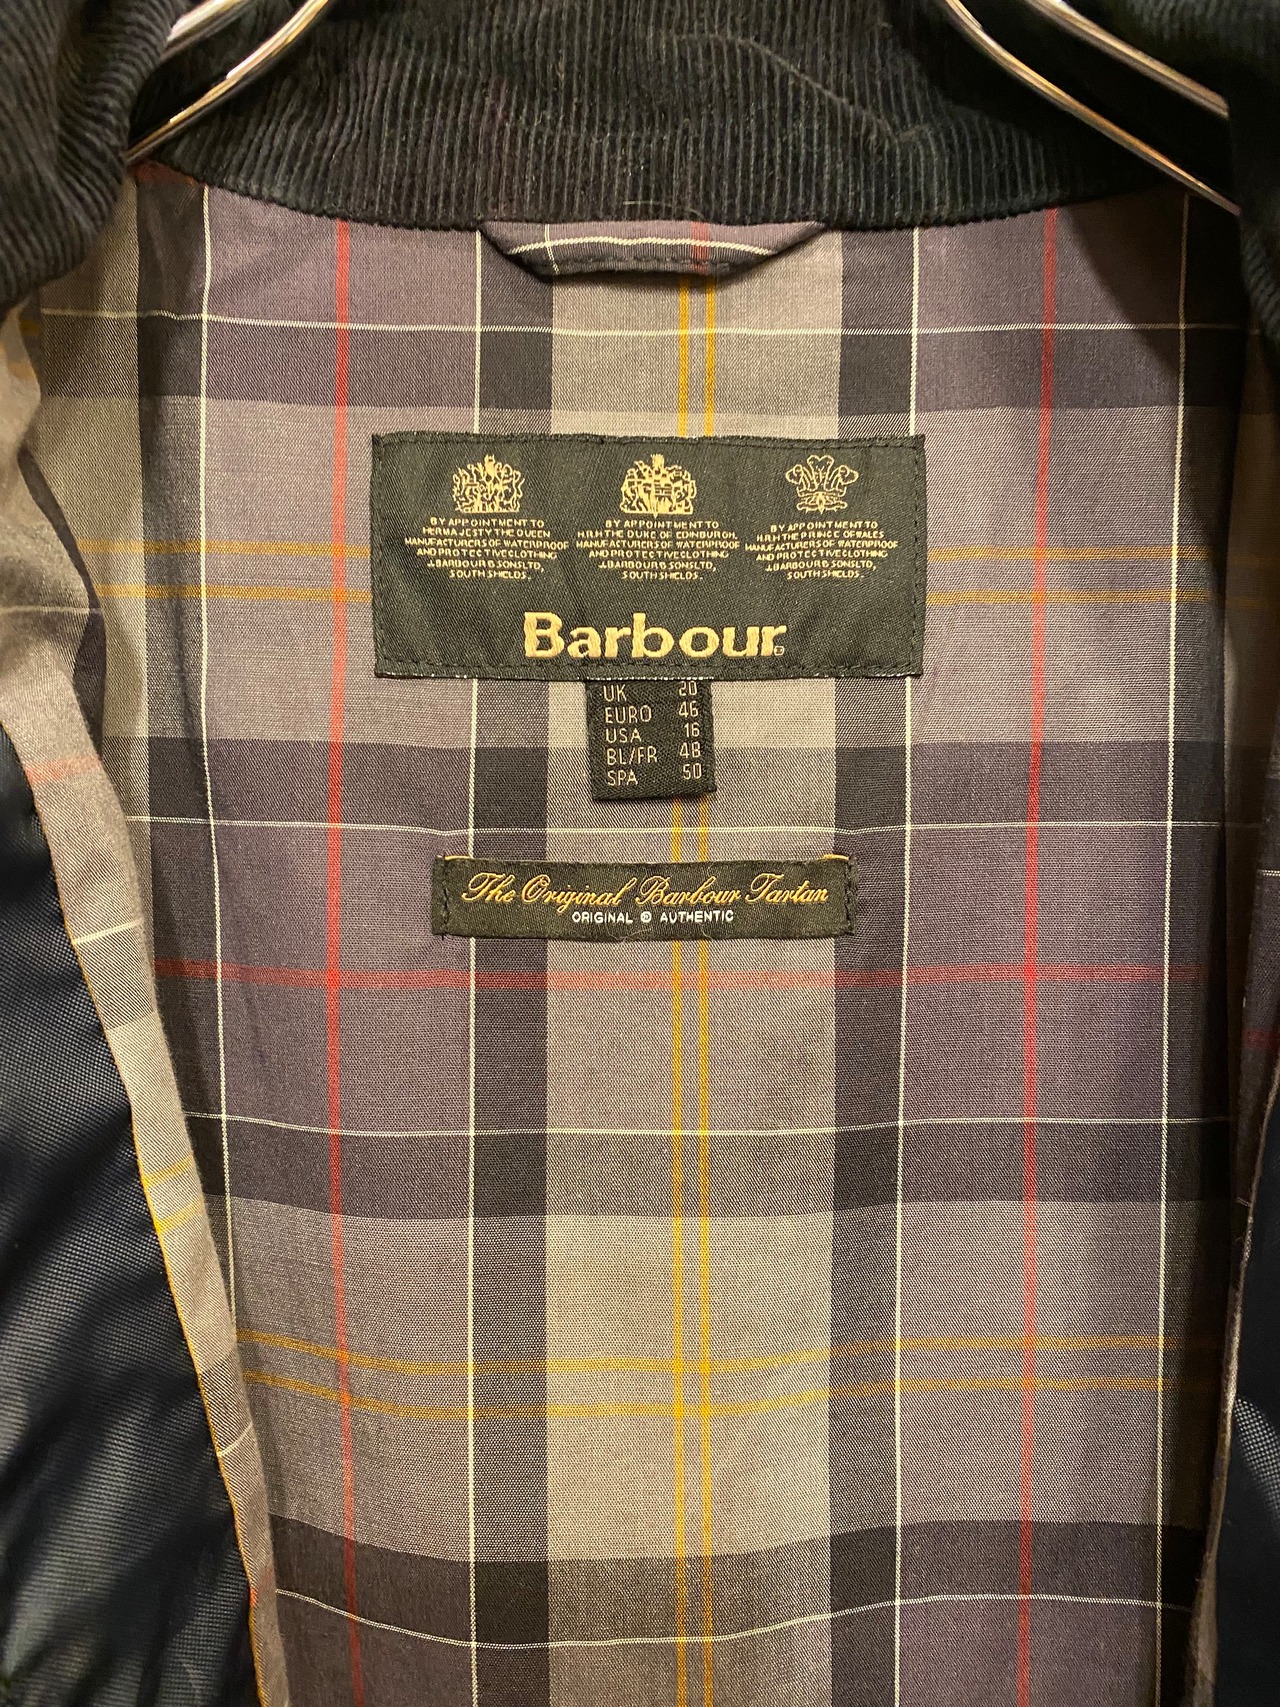 BY APPOINTMENT TO
HER MAJESTY THE QUEEN
MANUFACTURERS OF WATERPROOF
AND PROTECTIVE CLOTHING
J.BARBOUR & SONS LTD,
SOUTH SHIELDS.
BY APPOINTMENT TO
H.R.H. THE DUKE OF EDINBURGH,
MANUFACTURERS OF WATERPROOF
AND PROTECTIVE CLOTHING
J.BARBOUR & SONS LTD,
SOUTH SHIELDS.
BY APPOINTMENT TO
H.R.H. THE PRINCE OF WALES
MANUFACTURERS OF WATERPROOF
AND PROTECTIVE CLOTHING
J.BARBOUR & SONS LTD,
SOUTH SHIELDS.
Barbour®
UK 20
EURO 46
USA 16
BL/FR 48
SPA 50
The Original Barbour Tartan
ORIGINAL ® AUTHENTIC